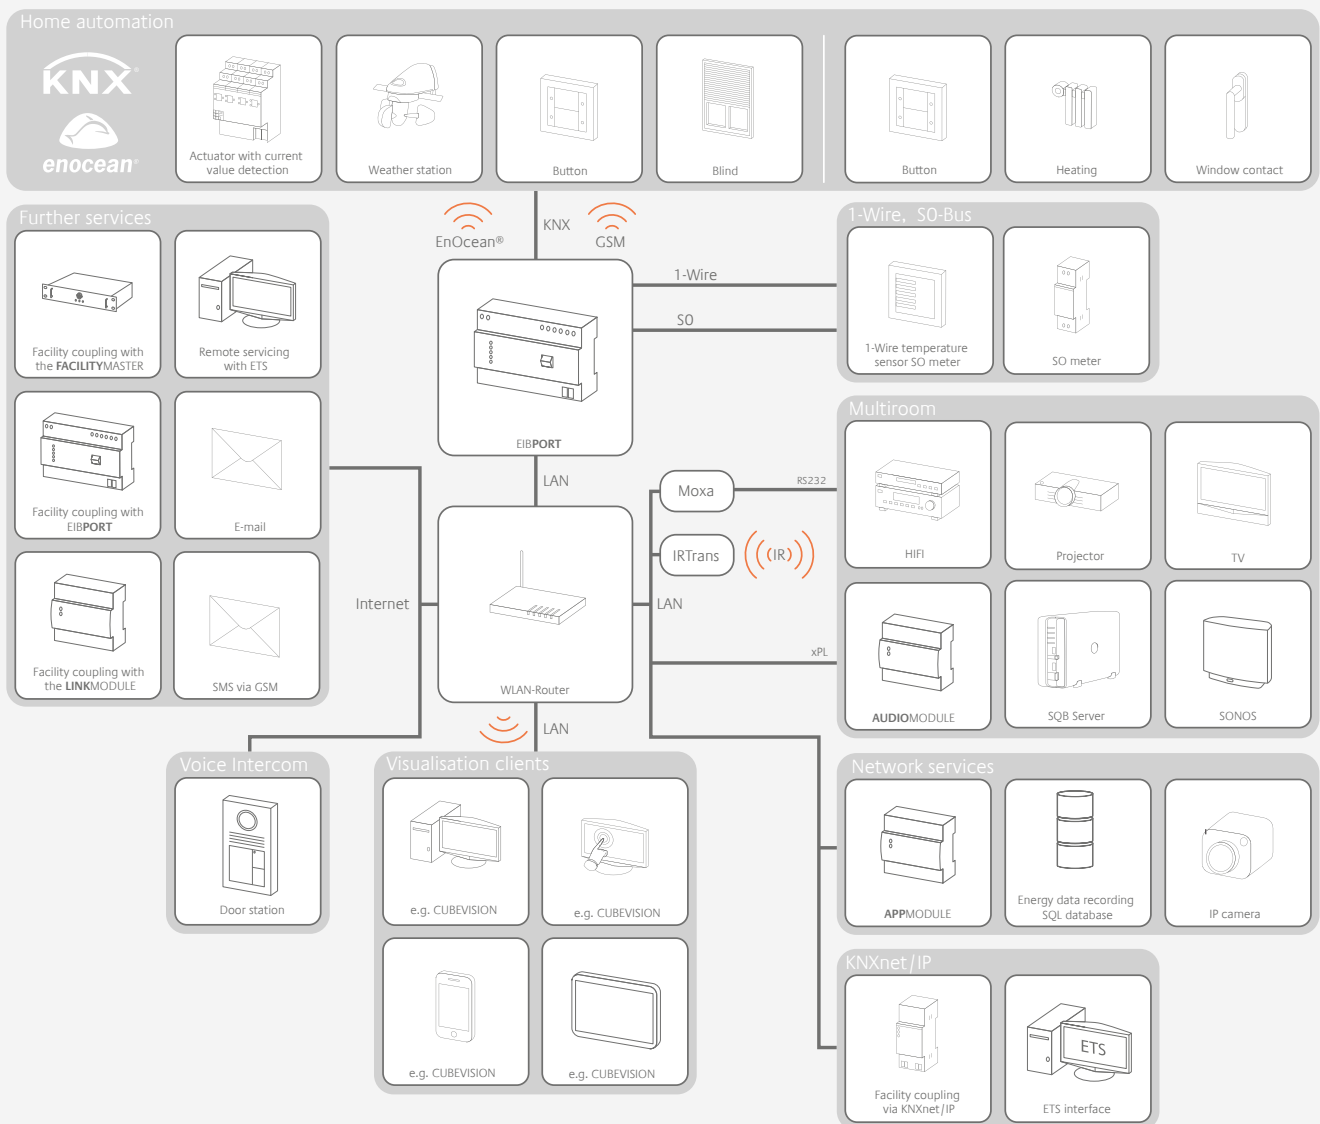 Home automation
KNX®
enocean®
Actuator with current
value detection
Weather station
Button
Blind
Button
Heating
Window contact
Further services
Facility coupling with
the FACILITYMASTER
Remote servicing
with ETS
Facility coupling with
EIBPORT
E-mail
Facility coupling with
the LINKMODULE
SMS via GSM
EnOcean®
KNX
GSM
EIBPORT
1-Wire
S0
1-Wire, S0-Bus
1-Wire temperature
sensor SO meter
SO meter
LAN
Internet
WLAN-Router
LAN
LAN
Moxa
RS232
IRTrans
(IR)
xPL
Multiroom
HIFI
Projector
TV
AUDIOMODULE
SQB Server
SONOS
Voice Intercom
Door station
Visualisation clients
e.g. CUBEVISION
e.g. CUBEVISION
e.g. CUBEVISION
e.g. CUBEVISION
Network services
APPMODULE
Energy data recording
SQL database
IP camera
KNXnet/IP
Facility coupling
via KNXnet/IP
ETS
ETS interface